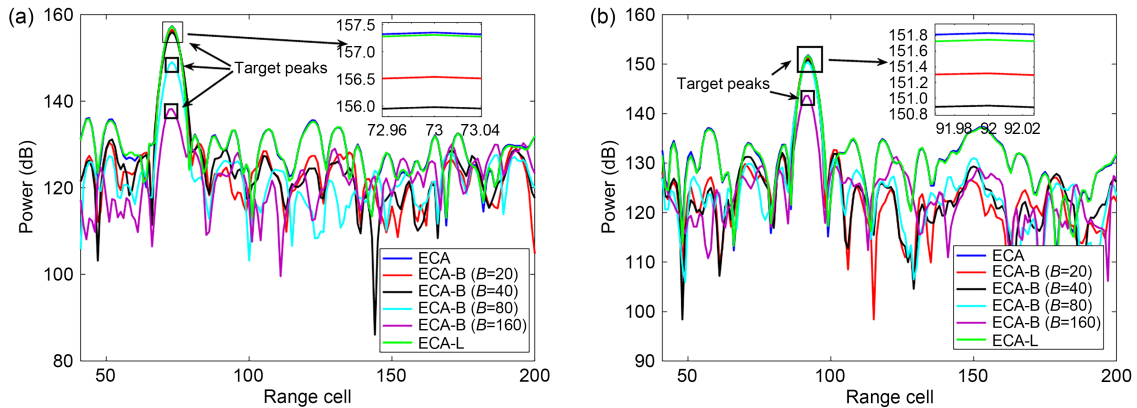 (a)
160
140
120
100
80
Power (dB)
50
100
150
200
Range cell
Target peaks
157.5
157.0
156.5
156.0
72.96
73
73.04
ECA
ECA-B (B=20)
ECA-B (B=40)
ECA-B (B=80)
ECA-B (B=160)
ECA-L
(b)
160
150
140
130
120
110
100
90
Power (dB)
50
100
150
200
Range cell
Target peaks
151.8
151.6
151.4
151.2
151.0
150.8
91.98
92
92.02
ECA
ECA-B (B=20)
ECA-B (B=40)
ECA-B (B=80)
ECA-B (B=160)
ECA-L